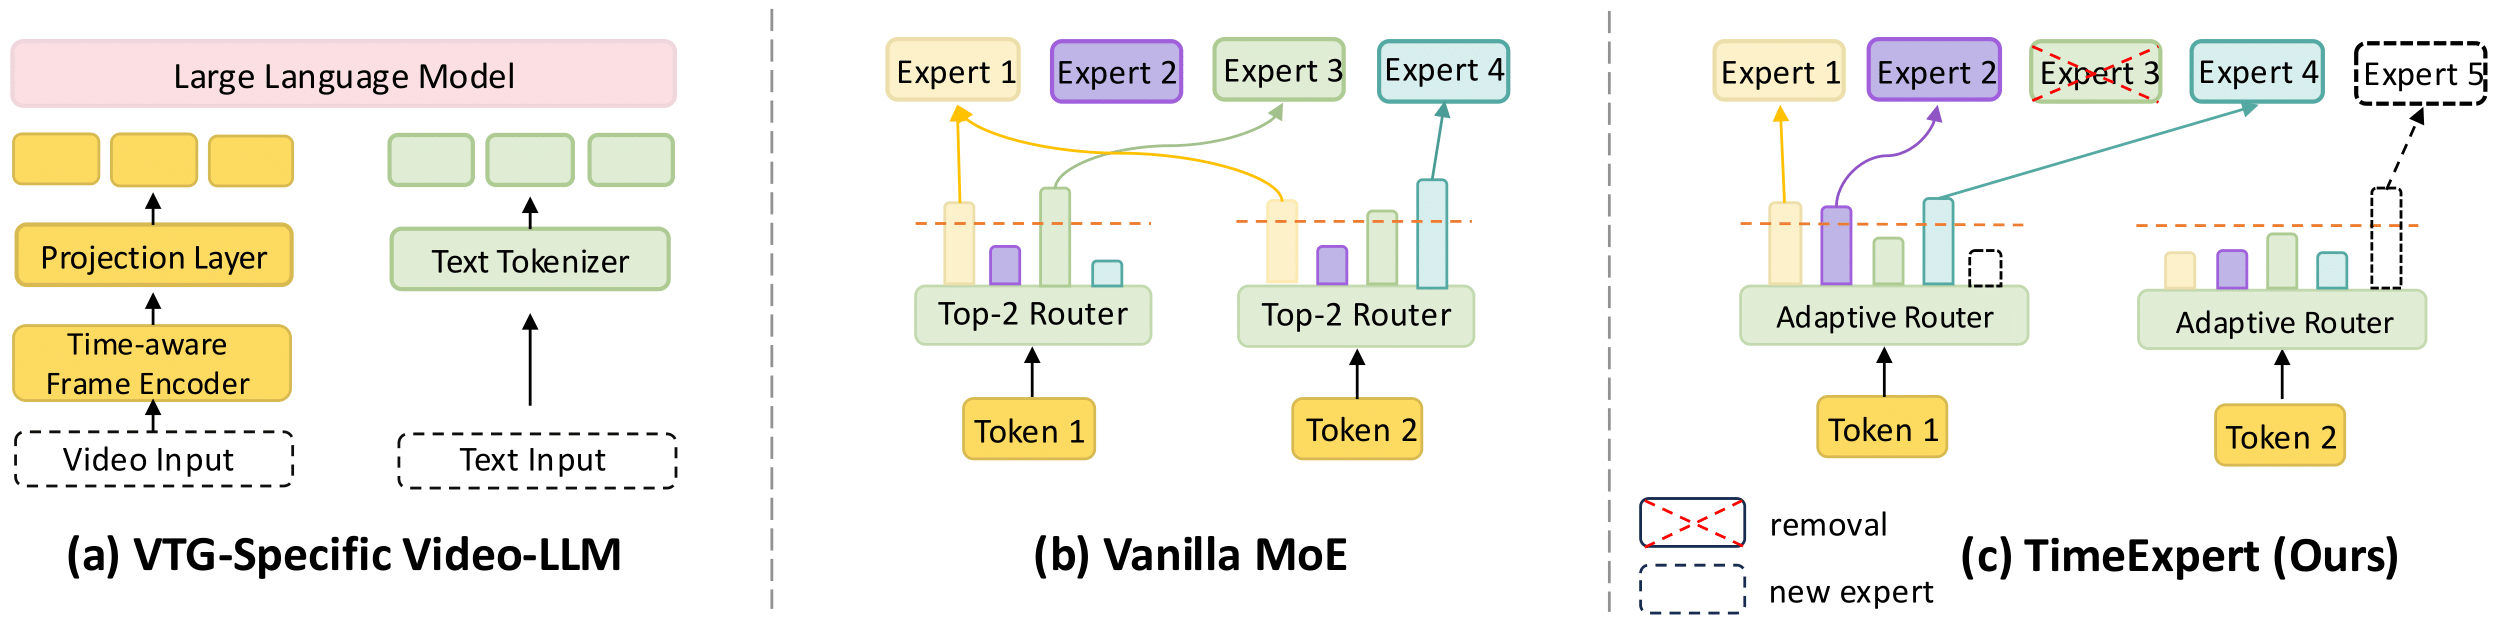 Large Language Model
Projection Layer
Text Tokenizer
Time-aware
Frame Encoder
Video Input
Text Input
(a) VTG-Specific Video-LLM
Expert 1
Expert 2
Expert 3
Expert 4
Top-2 Router
Top-2 Router
Token 1
Token 2
(b) Vanilla MoE
Expert 1
Expert 2
Expert 3
Expert 4
Expert 5
Adaptive Router
Adaptive Router
Token 1
Token 2
removal
new expert
(c) TimeExpert (Ours)